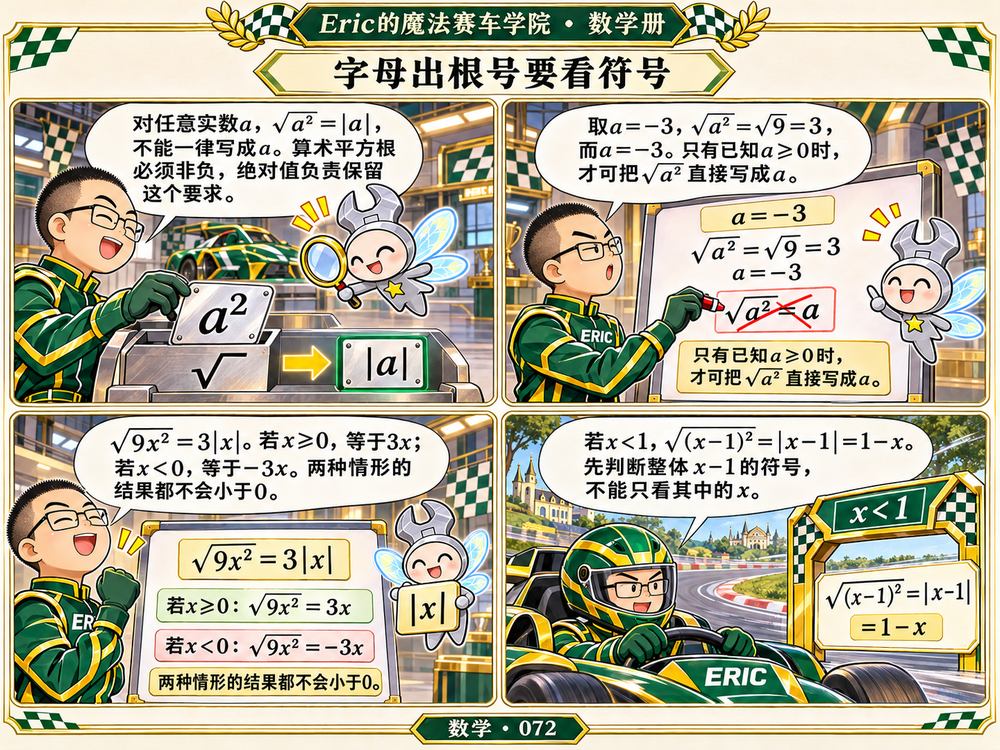 Eric的魔法赛车学院 · 数学册
字母出根号要看符号
对任意实数a，√a² = |a|，
不能一律写成a。算术平方根
必须非负，绝对值负责保留
这个要求。
a²
√
|a|
取a=−3，√a² = √9 = 3，
而a=−3。只有已知a≥0时，
才可把√a² 直接写成a。
a = −3
√a² = √9 = 3
a = −3
√a² = a
只有已知a≥0时，
才可把√a² 直接写成a。
ERIC
√9x² = 3|x|。若x≥0，等于3x；
若x<0，等于−3x。两种情形的
结果都不会小于0。
√9x² = 3|x|
若x≥0：√9x² = 3x
若x<0：√9x² = −3x
两种情形的结果都不会小于0。
|x|
ER
若x<1，√(x−1)² = |x−1| = 1−x。
先判断整体x−1的符号，
不能只看其中的x。
x<1
√(x−1)² = |x−1|
= 1−x
ERIC
数学 · 072